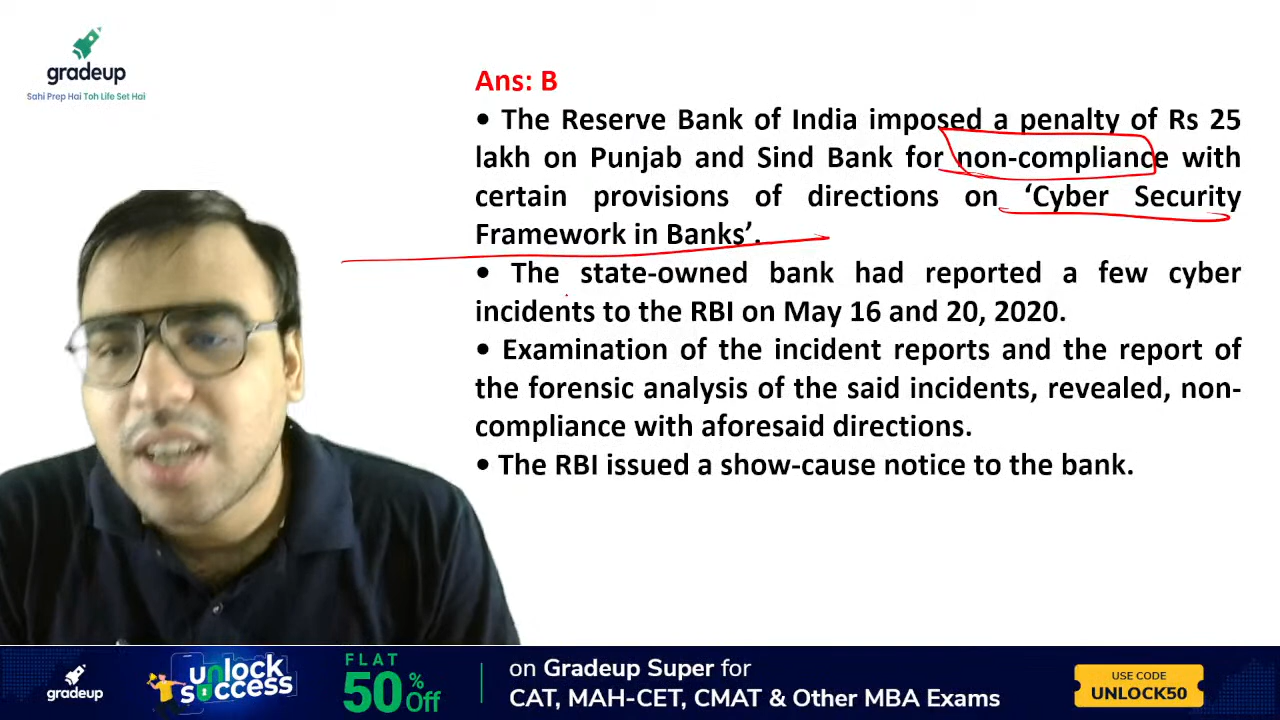 gradeup
Sahi Prep Hai Toh Life Set Hai
Ans: B
• The Reserve Bank of India imposed a penalty of Rs 25
lakh on Punjab and Sind Bank for non-compliance with
certain provisions of directions on ‘Cyber Security
Framework in Banks’.
• The state-owned bank had reported a few cyber
incidents to the RBI on May 16 and 20, 2020.
• Examination of the incident reports and the report of
the forensic analysis of the said incidents, revealed, non-
compliance with aforesaid directions.
• The RBI issued a show-cause notice to the bank.
gradeup
unlock
success
FLAT
50% Off
on Gradeup Super for
CAT, MAH-CET, CMAT & Other MBA Exams
USE CODE
UNLOCK50